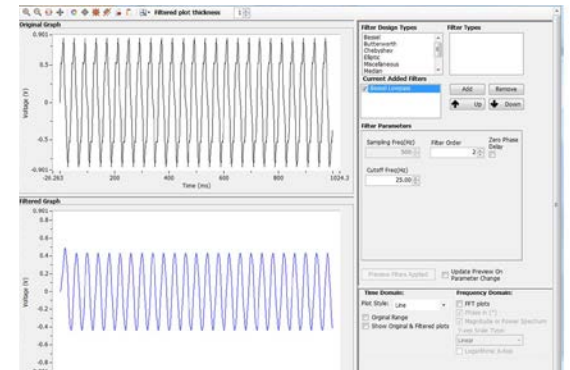 Filtered plot thickness 1
Original Graph
0.901
0.5
0
-0.5
-0.901
Voltage (V)
-20.263 200 400 600 800 1024.3
Time (ms)
Filtered Graph
0.901
0.8
0.6
0.4
0.2
0
-0.2
-0.4
-0.6
-0.8
Voltage (V)
Filter Design Types
Bessel
Butterworth
Chebyshev
Elliptic
Miscellaneous
Median
Filter Types
Current Added Filters
Bessel Lowpass
Add Remove
Up Down
Filter Parameters
Sampling Freq(Hz) Filter Order Zero Phase Delay
500 2
Cutoff Freq(Hz)
25.00
Preview Filters Applied
Update Preview On Parameter Change
Time Domain:
Plot Style: Line
Orginal Range
Show Original & Filtered plots
Frequency Domain:
FFT plots
Phase in (°)
Magnitude in Power Spectrum
Y-axis Scale Type:
Linear
Logarithmic X-Axis